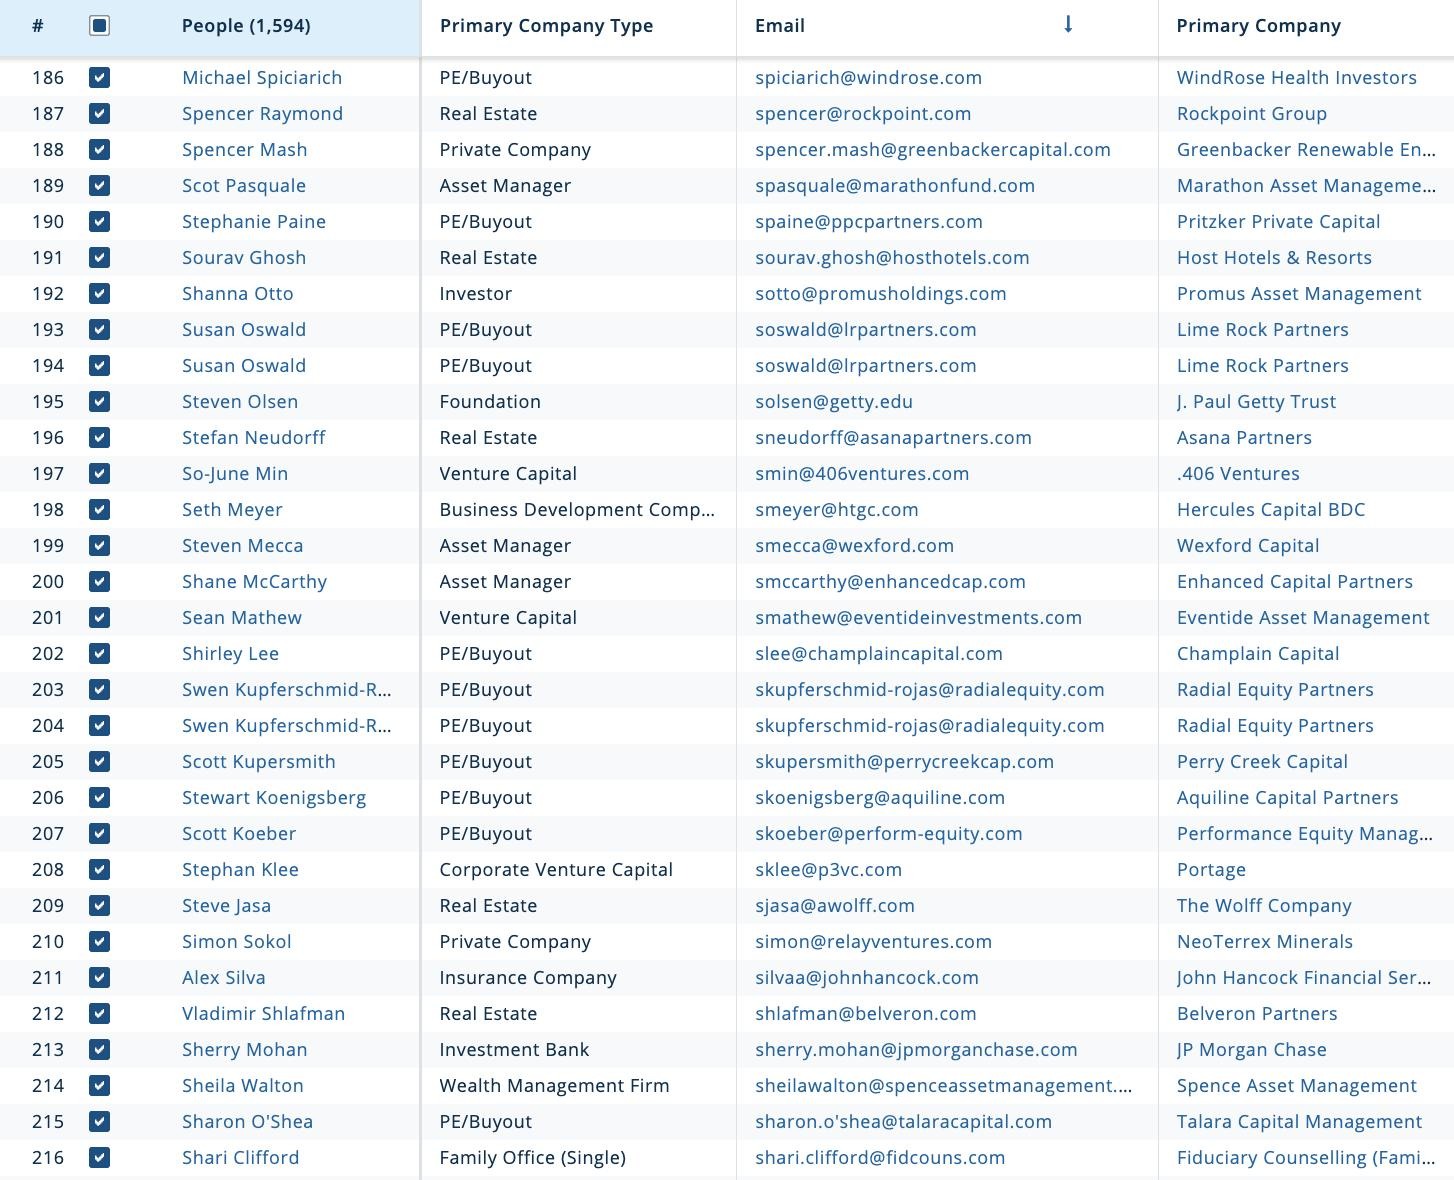 # People (1,594) Primary Company Type Email ↓ Primary Company
186 Michael Spiciarich PE/Buyout spiciarich@windrose.com WindRose Health Investors
187 Spencer Raymond Real Estate spencer@rockpoint.com Rockpoint Group
188 Spencer Mash Private Company spencer.mash@greenbackercapital.com Greenbacker Renewable En...
189 Scot Pasquale Asset Manager spasquale@marathonfund.com Marathon Asset Manageme...
190 Stephanie Paine PE/Buyout spaine@ppcpartners.com Pritzker Private Capital
191 Sourav Ghosh Real Estate sourav.ghosh@hosthotels.com Host Hotels & Resorts
192 Shanna Otto Investor sotto@promusholdings.com Promus Asset Management
193 Susan Oswald PE/Buyout soswald@lrpartners.com Lime Rock Partners
194 Susan Oswald PE/Buyout soswald@lrpartners.com Lime Rock Partners
195 Steven Olsen Foundation solsen@getty.edu J. Paul Getty Trust
196 Stefan Neudorff Real Estate sneudorff@asanapartners.com Asana Partners
197 So-June Min Venture Capital smin@406ventures.com .406 Ventures
198 Seth Meyer Business Development Comp... smeyer@htgc.com Hercules Capital BDC
199 Steven Mecca Asset Manager smecca@wexford.com Wexford Capital
200 Shane McCarthy Asset Manager smccarthy@enhancedcap.com Enhanced Capital Partners
201 Sean Mathew Venture Capital smathew@eventideinvestments.com Eventide Asset Management
202 Shirley Lee PE/Buyout slee@champlaincapital.com Champlain Capital
203 Swen Kupferschmid-R... PE/Buyout skupferschmid-rojas@radialequity.com Radial Equity Partners
204 Swen Kupferschmid-R... PE/Buyout skupferschmid-rojas@radialequity.com Radial Equity Partners
205 Scott Kupersmith PE/Buyout skupersmith@perrycreekcap.com Perry Creek Capital
206 Stewart Koenigsberg PE/Buyout skoenigsberg@aquiline.com Aquiline Capital Partners
207 Scott Koeber PE/Buyout skoeber@perform-equity.com Performance Equity Manag...
208 Stephan Klee Corporate Venture Capital sklee@p3vc.com Portage
209 Steve Jasa Real Estate sjasa@awolff.com The Wolff Company
210 Simon Sokol Private Company simon@relayventures.com NeoTerrex Minerals
211 Alex Silva Insurance Company silvaa@johnhancock.com John Hancock Financial Ser...
212 Vladimir Shlafman Real Estate shlafman@belveron.com Belveron Partners
213 Sherry Mohan Investment Bank sherry.mohan@jpmorganchase.com JP Morgan Chase
214 Sheila Walton Wealth Management Firm sheilawalton@spenceassetmanagement.... Spence Asset Management
215 Sharon O'Shea PE/Buyout sharon.o'shea@talaracapital.com Talara Capital Management
216 Shari Clifford Family Office (Single) shari.clifford@fidcouns.com Fiduciary Counselling (Fami...